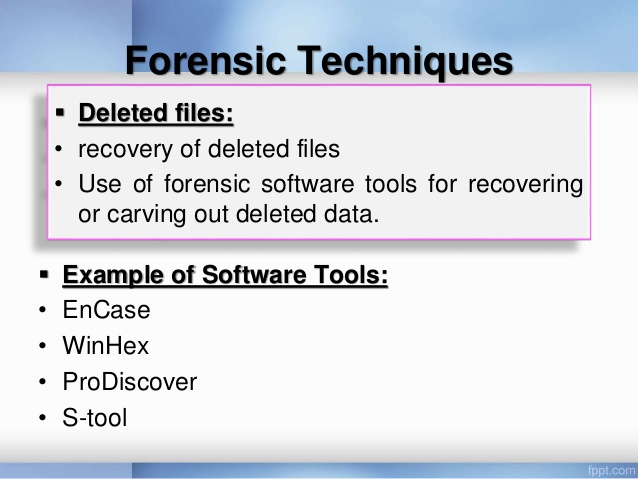 Forensic Techniques
▪ Deleted files:
• recovery of deleted files
• Use of forensic software tools for recovering
or carving out deleted data.
▪ Example of Software Tools:
• EnCase
• WinHex
• ProDiscover
• S-tool
fppt.com